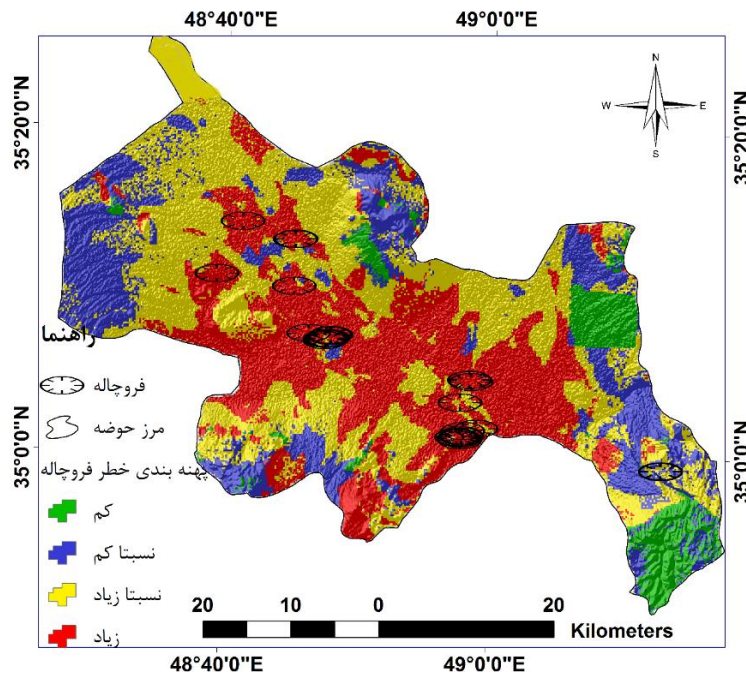 48°40'0"E
49°0'0"E
N
W
E
S
35°20'0"N
35°20'0"N
35°0'0"N
35°0'0"N
راهنما
فروچاله
مرز حوضه
پهنه بندی خطر فروچاله
کم
نسبتا کم
نسبتا زیاد
زیاد
20 10 0 20
Kilometers
48°40'0"E
49°0'0"E